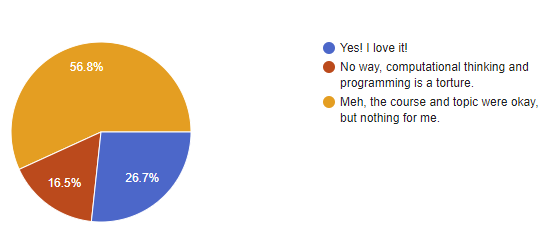 56.8%
16.5%
26.7%
Yes! I love it!
No way, computational thinking and
programming is a torture.
Meh, the course and topic were okay,
but nothing for me.